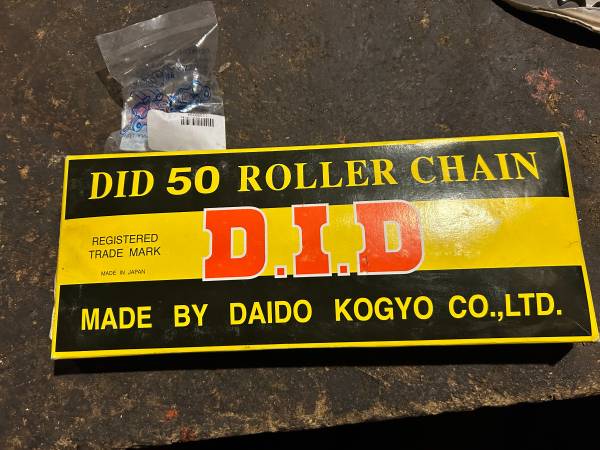 DID 50 ROLLER CHAIN
REGISTERED
TRADE MARK
MADE IN JAPAN
D.I.D
MADE BY DAIDO KOGYO CO.,LTD.